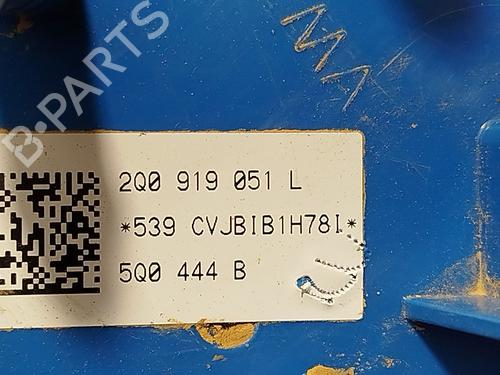 B-PARTS
2Q0 919 051 L
*539 CVJBIB1H78I*
5Q0 444 B